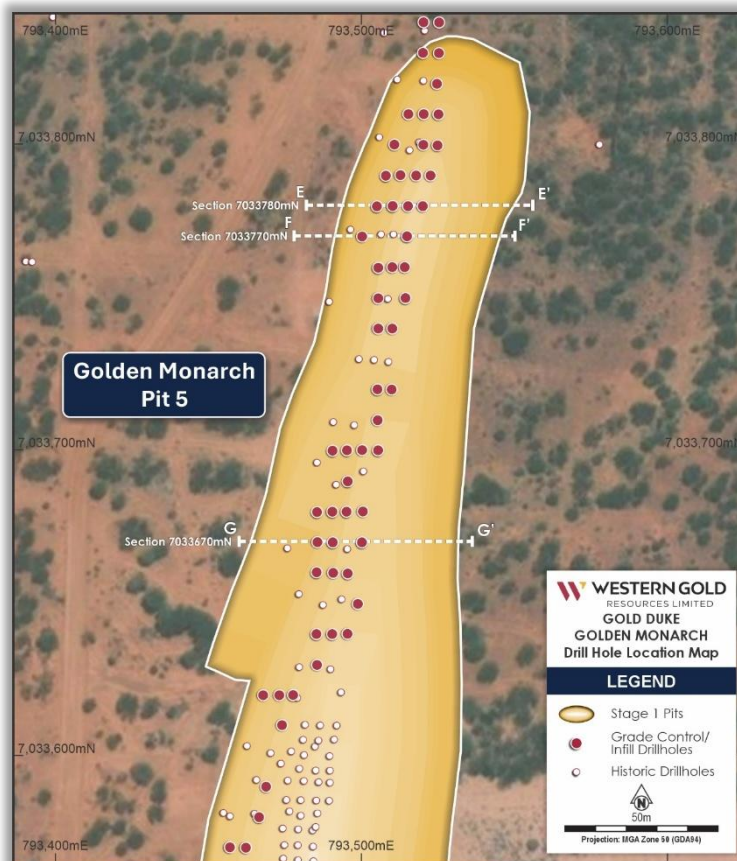 793,400mE
793,500mE
793,600mE
7,033,800mN
7,033,800mN
E
E'
Section 7033780mN
F
F'
Section 7033770mN
Golden Monarch
Pit 5
7,033,700mN
7,033,700mN
G
G'
Section 7033670mN
WESTERN GOLD
RESOURCES LIMITED
GOLD DUKE
GOLDEN MONARCH
Drill Hole Location Map
LEGEND
Stage 1 Pits
Grade Control/
Infill Drillholes
Historic Drillholes
N
50m
Projection: MGA Zone 50 (GDA94)
7,033,600mN
793,400mE
793,500mE